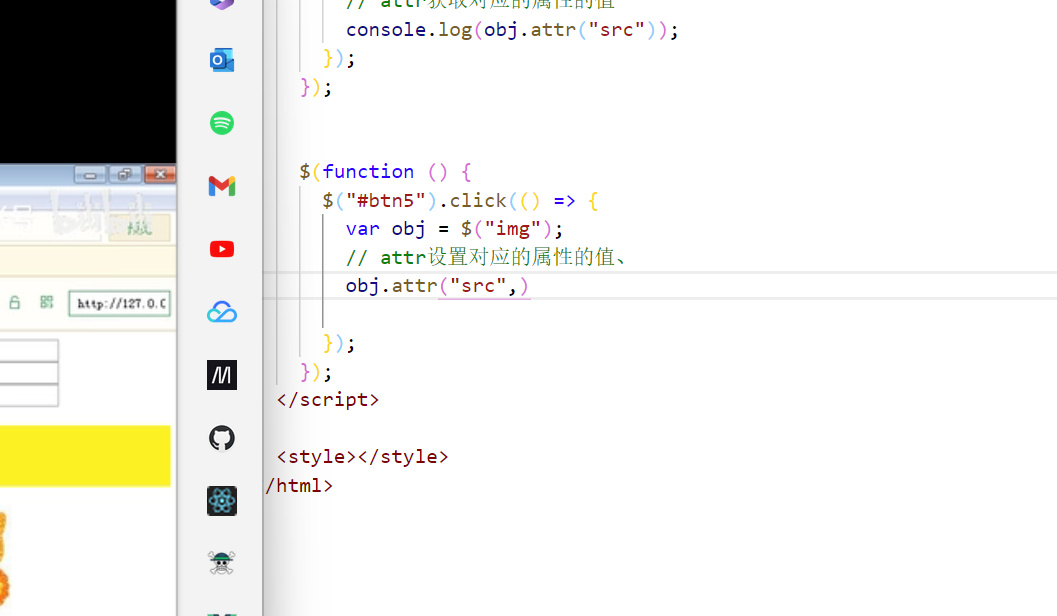 // attr获取对应的属性的值
console.log(obj.attr("src"));
});
});
$(function () {
$("#btn5").click(() => {
var obj = $("img");
// attr设置对应的属性的值、
obj.attr("src",)
});
});
</script>
<style></style>
/html>
http://127.0.0